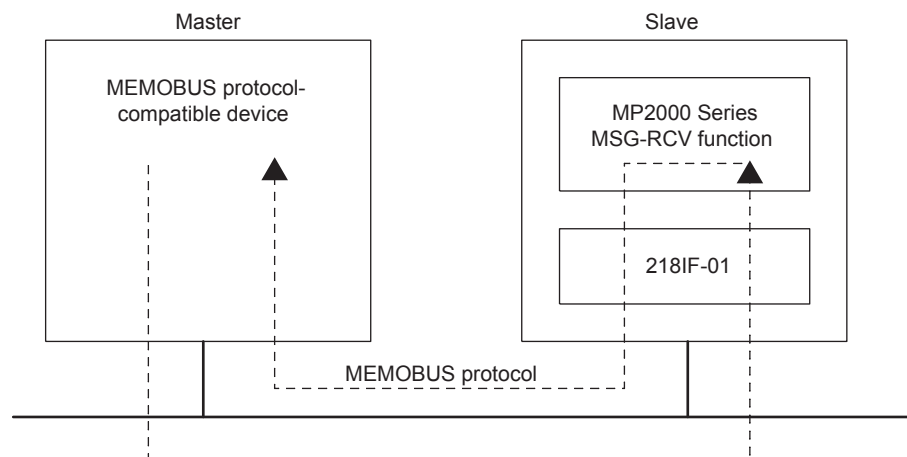 Master
Slave
MEMOBUS protocol-
compatible device
MP2000 Series
MSG-RCV function
218IF-01
MEMOBUS protocol